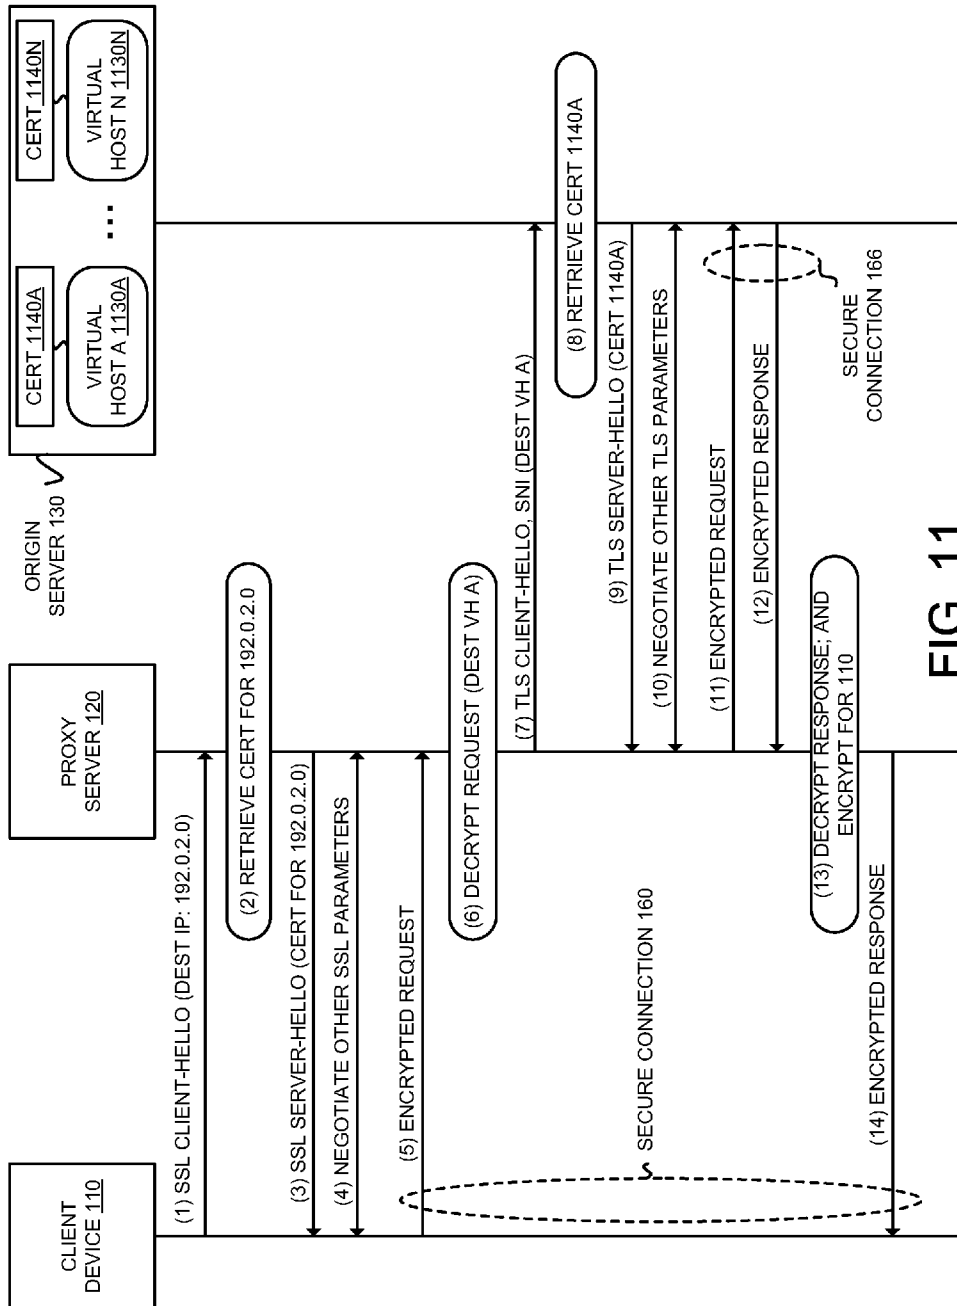 CLIENT
DEVICE 110
PROXY
SERVER 120
ORIGIN
SERVER 130
CERT 1140A
VIRTUAL
HOST A 1130A
...
CERT 1140N
VIRTUAL
HOST N 1130N
(1) SSL CLIENT-HELLO (DEST IP: 192.0.2.0)
(2) RETRIEVE CERT FOR 192.0.2.0
(3) SSL SERVER-HELLO (CERT FOR 192.0.2.0)
(4) NEGOTIATE OTHER SSL PARAMETERS
(5) ENCRYPTED REQUEST
(6) DECRYPT REQUEST (DEST VH A)
(7) TLS CLIENT-HELLO, SNI (DEST VH A)
(8) RETRIEVE CERT 1140A
(9) TLS SERVER-HELLO (CERT 1140A)
(10) NEGOTIATE OTHER TLS PARAMETERS
(11) ENCRYPTED REQUEST
(12) ENCRYPTED RESPONSE
SECURE
CONNECTION 166
SECURE CONNECTION 160
(13) DECRYPT RESPONSE; AND
ENCRYPT FOR 110
(14) ENCRYPTED RESPONSE
FIG. 11